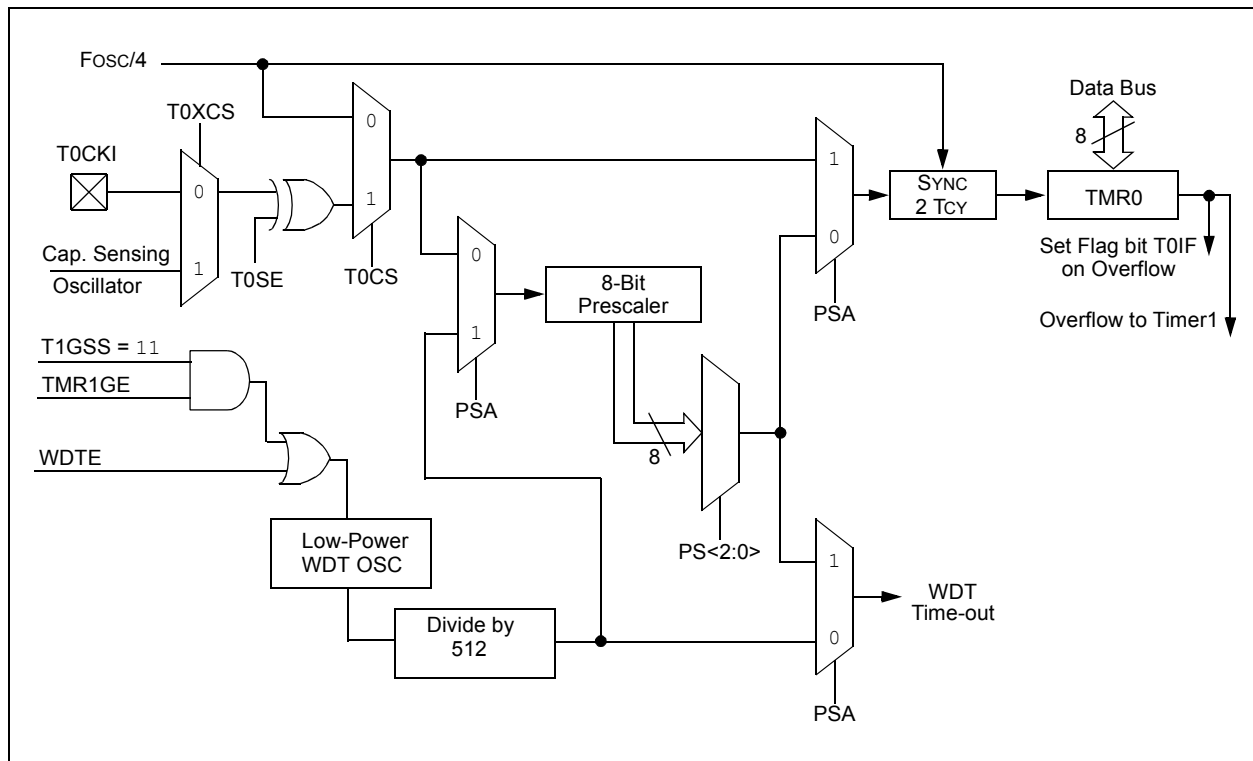 FOSC/4
T0XCS
T0CKI
0
1
Cap. Sensing
Oscillator
T0SE
0
1
T0CS
0
1
PSA
8-Bit
Prescaler
8
PS<2:0>
1
0
PSA
SYNC
2 TCY
Data Bus
8
TMR0
Set Flag bit T0IF
on Overflow
Overflow to Timer1
T1GSS = 11
TMR1GE
WDTE
Low-Power
WDT OSC
Divide by
512
1
0
PSA
WDT
Time-out